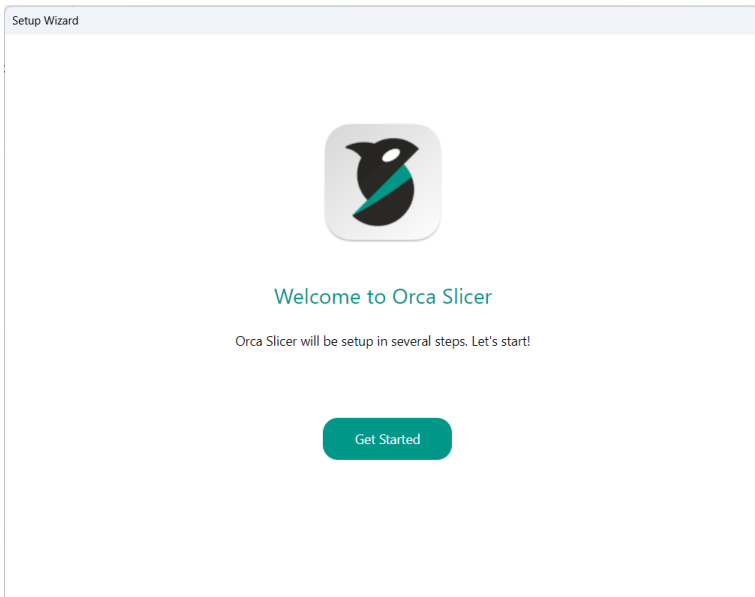 Setup Wizard
Welcome to Orca Slicer
Orca Slicer will be setup in several steps. Let's start!
Get Started